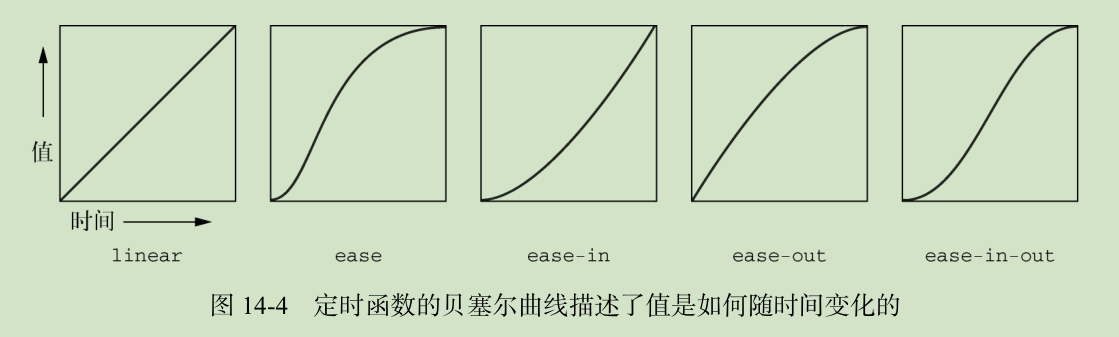 值
时间
linear
ease
ease-in
ease-out
ease-in-out
图 14-4 定时函数的贝塞尔曲线描述了值是如何随时间变化的